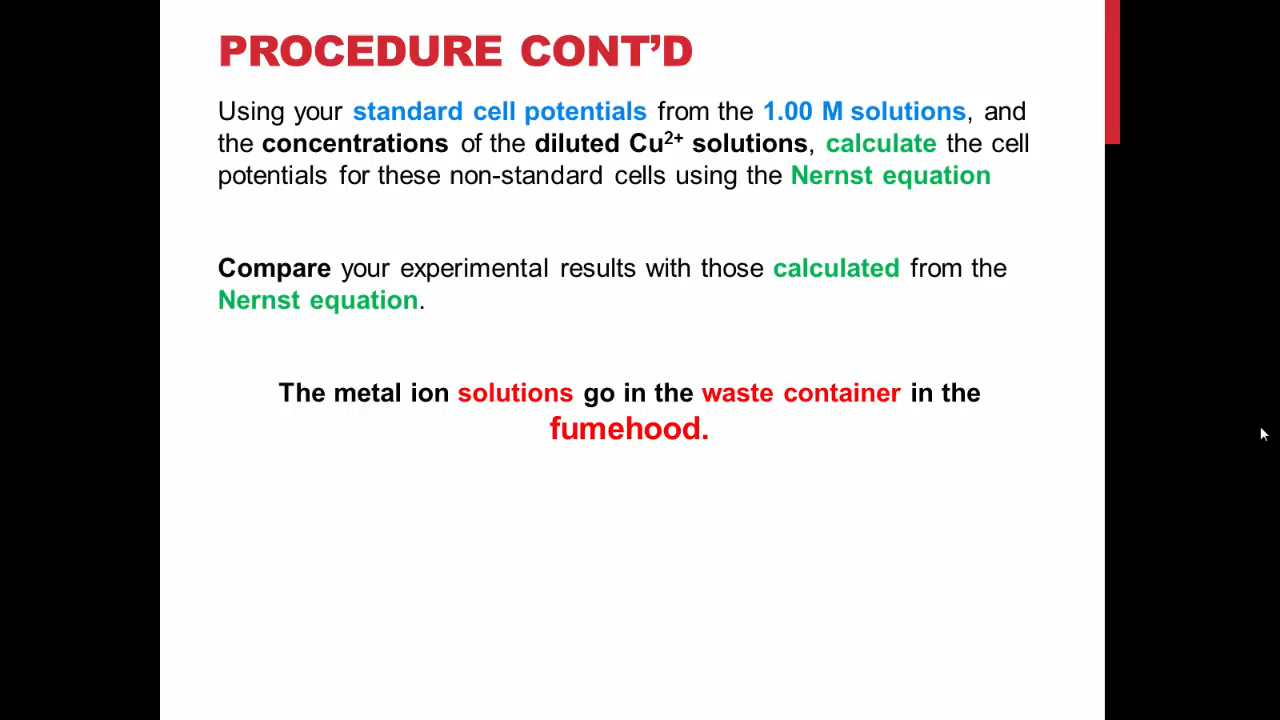 PROCEDURE CONT’D
Using your standard cell potentials from the 1.00 M solutions, and
the concentrations of the diluted Cu²⁺ solutions, calculate the cell
potentials for these non-standard cells using the Nernst equation
Compare your experimental results with those calculated from the
Nernst equation.
The metal ion solutions go in the waste container in the
fumehood.